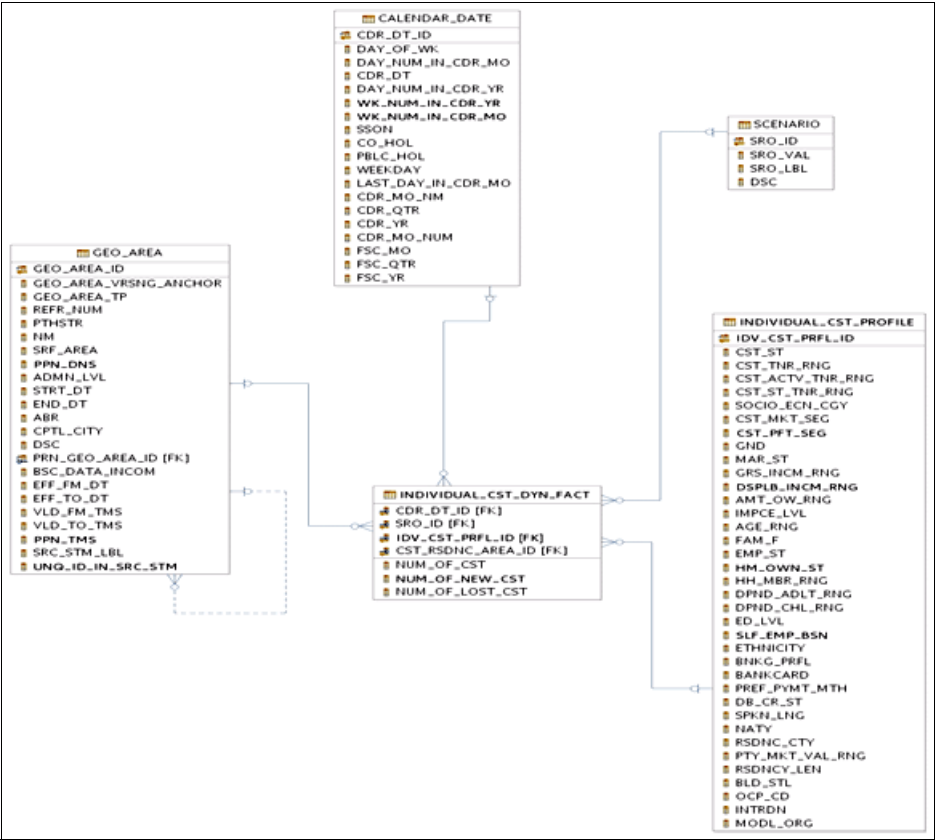 CALENDAR_DATE
CDR_DT_ID
DAY_OF_WK
DAY_NUM_IN_CDR_MO
CDR_DT
DAY_NUM_IN_CDR_YR
WK_NUM_IN_CDR_YR
WK_NUM_IN_CDR_MO
SSON
CO_HOL
PBLC_HOL
WEEKDAY
LAST_DAY_IN_CDR_MO
CDR_MO_NM
CDR_QTR
CDR_YR
CDR_MO_NUM
FSC_MO
FSC_QTR
FSC_YR
SCENARIO
SRO_ID
SRO_VAL
SRO_LBL
DSC
GEO_AREA
GEO_AREA_ID
GEO_AREA_VRSNG_ANCHOR
GEO_AREA_TP
REFR_NUM
PTHSTR
NM
SRF_AREA
PPN_DNS
ADMN_LVL
STRT_DT
END_DT
ABR
CPTL_CITY
DSC
PRN_GEO_AREA_ID [FK]
BSC_DATA_INCOM
EFF_FM_DT
EFF_TO_DT
VLD_FM_TMS
VLD_TO_TMS
PPN_TMS
SRC_STM_LBL
UNQ_ID_IN_SRC_STM
INDIVIDUAL_CST_DYN_FACT
CDR_DT_ID [FK]
SRO_ID [FK]
IDV_CST_PRFL_ID [FK]
CST_RSDNC_AREA_ID [FK]
NUM_OF_CST
NUM_OF_NEW_CST
NUM_OF_LOST_CST
INDIVIDUAL_CST_PROFILE
IDV_CST_PRFL_ID
CST_ST
CST_TNR_RNG
CST_ACTV_TNR_RNG
CST_ST_TNR_RNG
SOCIO_ECN_CGY
CST_MKT_SEG
CST_PFT_SEG
GND
MAR_ST
GRS_INCM_RNG
DSPLB_INCM_RNG
AMT_OW_RNG
IMPCE_LVL
AGE_RNG
FAM_F
EMP_ST
HM_OWN_ST
HH_MBR_RNG
DPND_ADLT_RNG
DPND_CHL_RNG
ED_LVL
SLF_EMP_BSN
ETHNICITY
BNKG_PRFL
BANKCARD
PREF_PYMT_MTH
DB_CR_ST
SPKN_LNG
NATY
RSDNC_CTY
PTY_MKT_VAL_RNG
RSDNCY_LEN
BLD_STL
OCP_CD
INTRDN
MODL_ORG